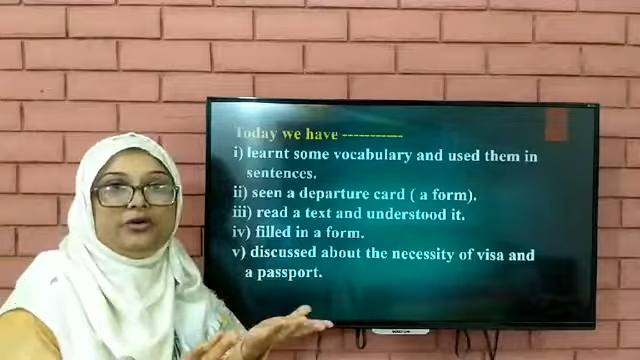 Today we have -----------
i) learnt some vocabulary and used them in
sentences.
ii) seen a departure card ( a form).
iii) read a text and understood it.
iv) filled in a form.
v) discussed about the necessity of visa and
a passport.